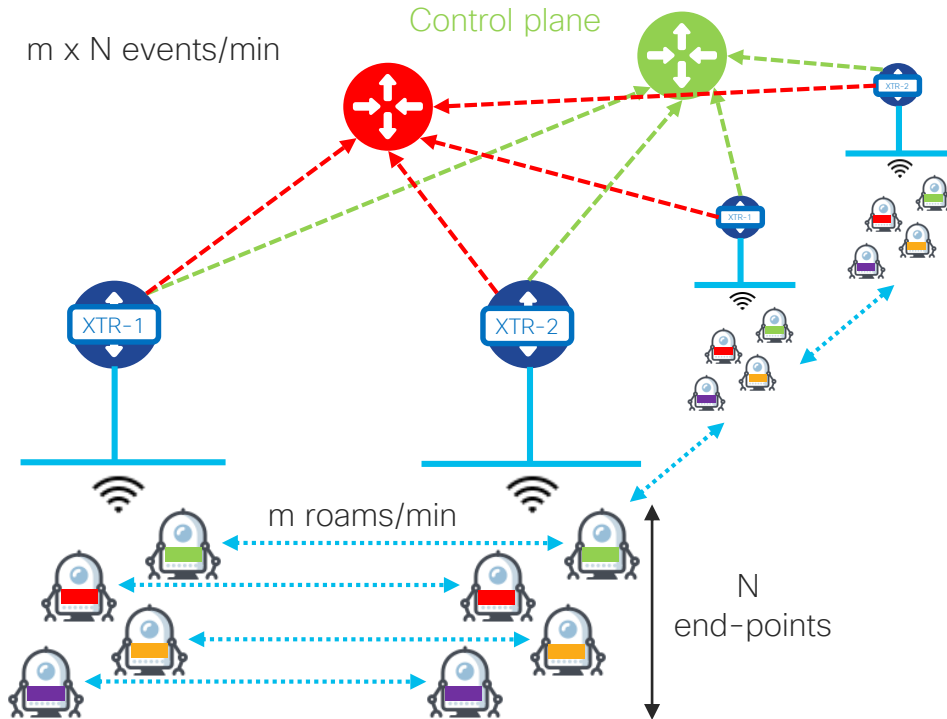 Control plane
m x N events/min
XTR-2
XTR-1
XTR-1
XTR-2
m roams/min
N
end-points